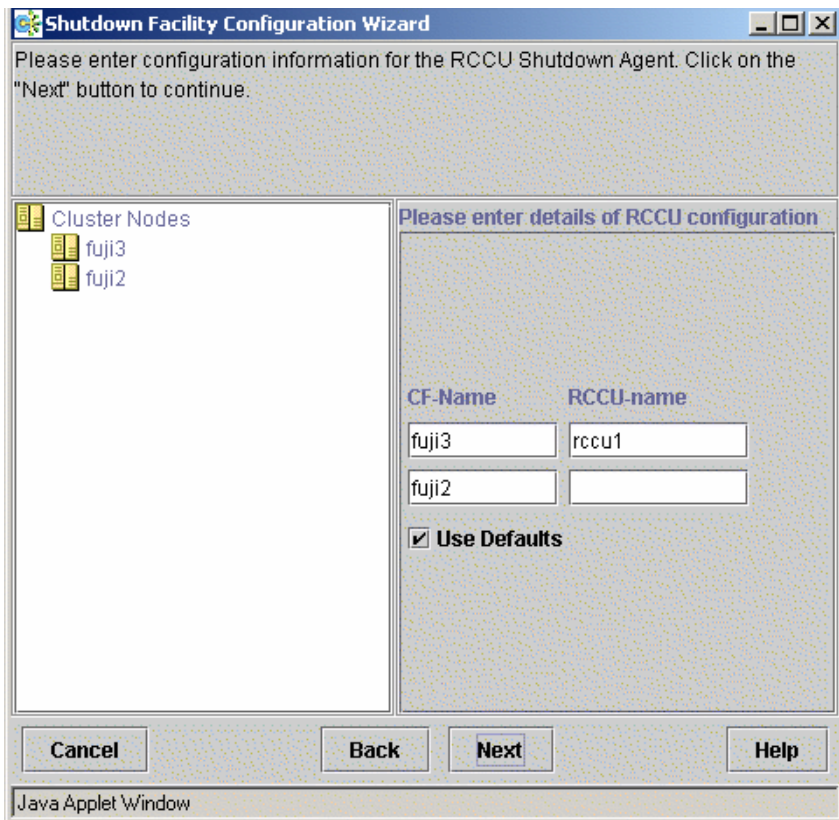 Shutdown Facility Configuration Wizard
Please enter configuration information for the RCCU Shutdown Agent. Click on the
"Next" button to continue.
Cluster Nodes
fuji3
fuji2
Please enter details of RCCU configuration
CF-Name RCCU-name
fuji3 rccu1
fuji2
Use Defaults
Cancel Back Next Help
Java Applet Window